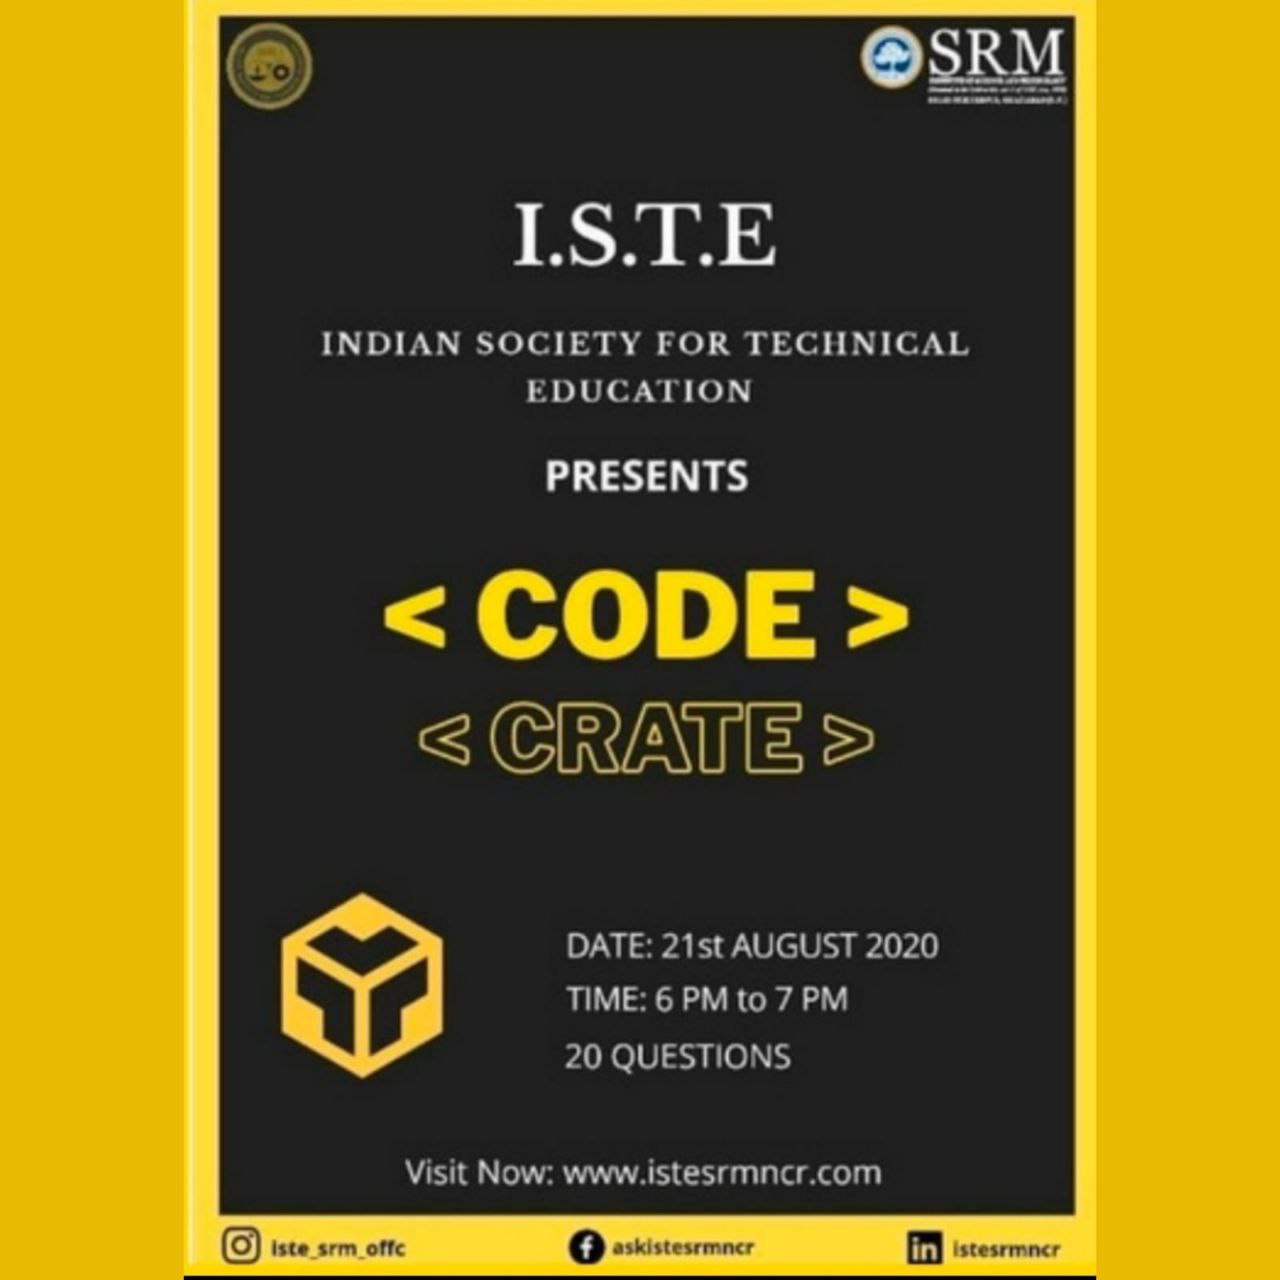 SRM
I.S.T.E
INDIAN SOCIETY FOR TECHNICAL
EDUCATION
PRESENTS
< CODE >
< CRATE >
DATE: 21st AUGUST 2020
TIME: 6 PM to 7 PM
20 QUESTIONS
Visit Now: www.istesrmncr.com
iste_srm_offc
askistesrmncr
istesrmncr